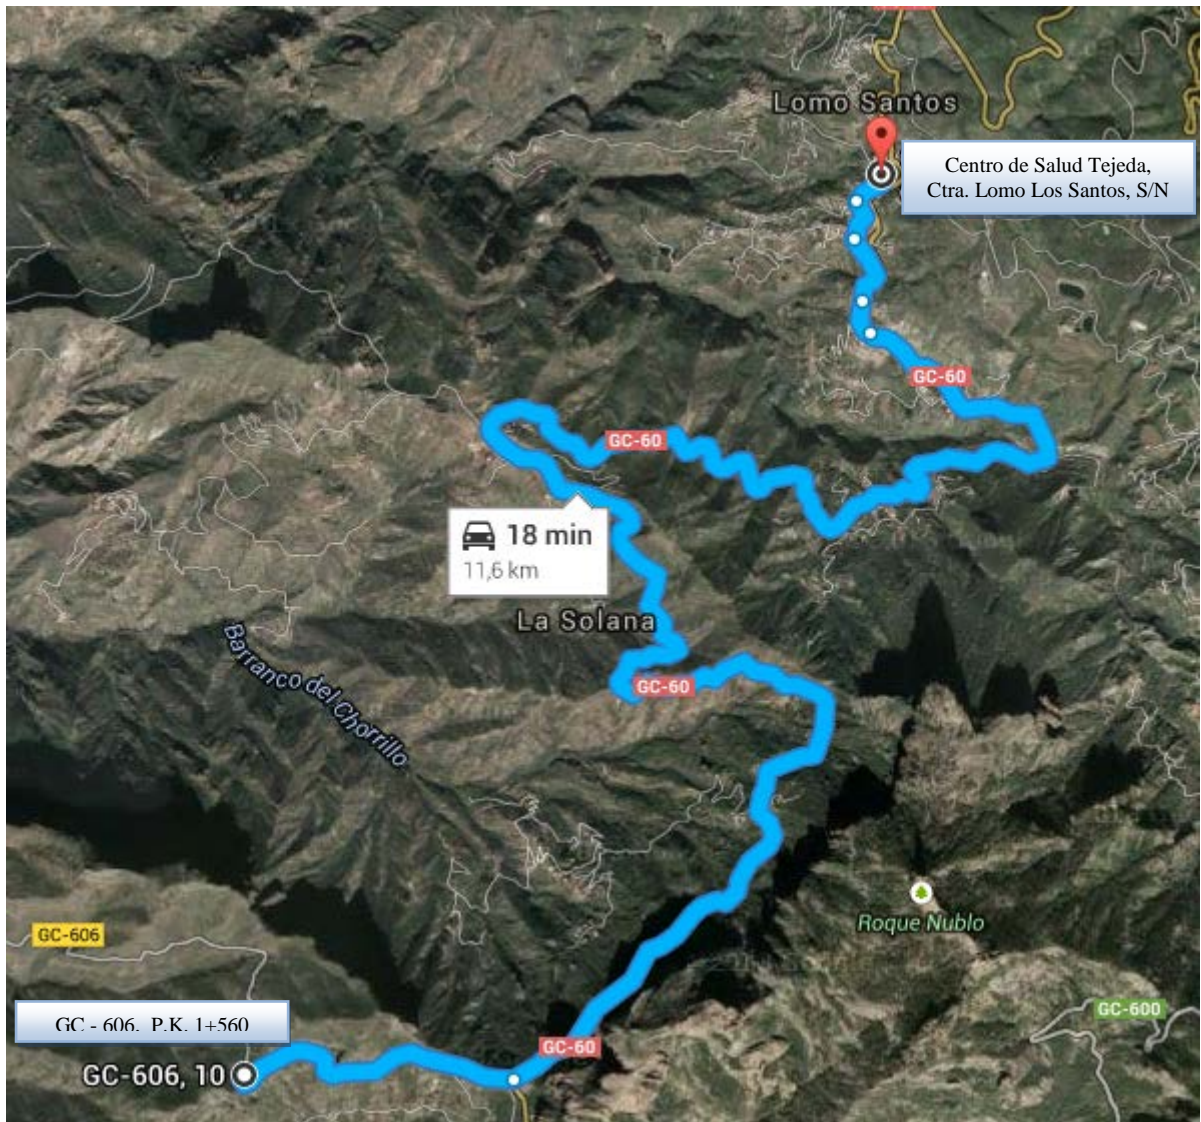 Lomo Santos
Centro de Salud Tejeda,
Ctra. Lomo Los Santos, S/N
GC-60
GC-60
18 min
11,6 km
La Solana
Barranco del Chorrillo
GC-60
Roque Nublo
GC-606
GC-600
GC - 606, P.K. 1+560
GC-60
GC-606, 10